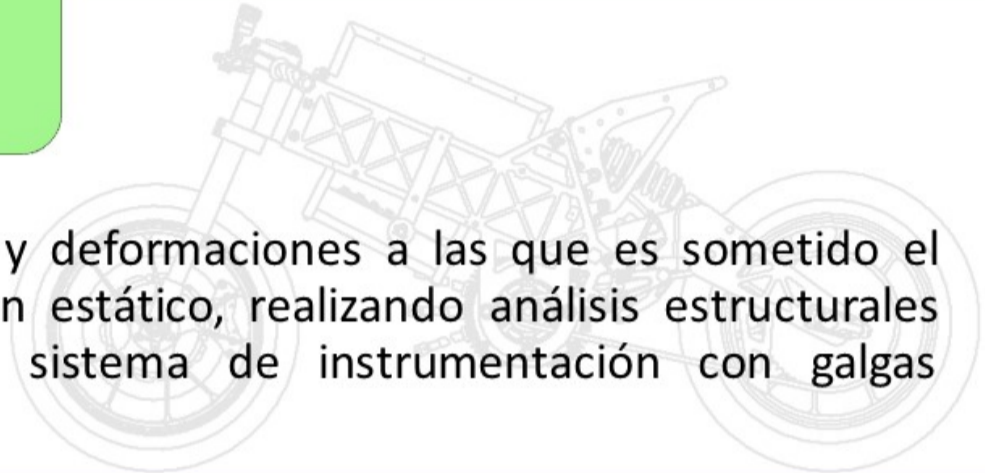 y deformaciones a las que es sometido el
n estático, realizando análisis estructurales
sistema de instrumentación con galgas